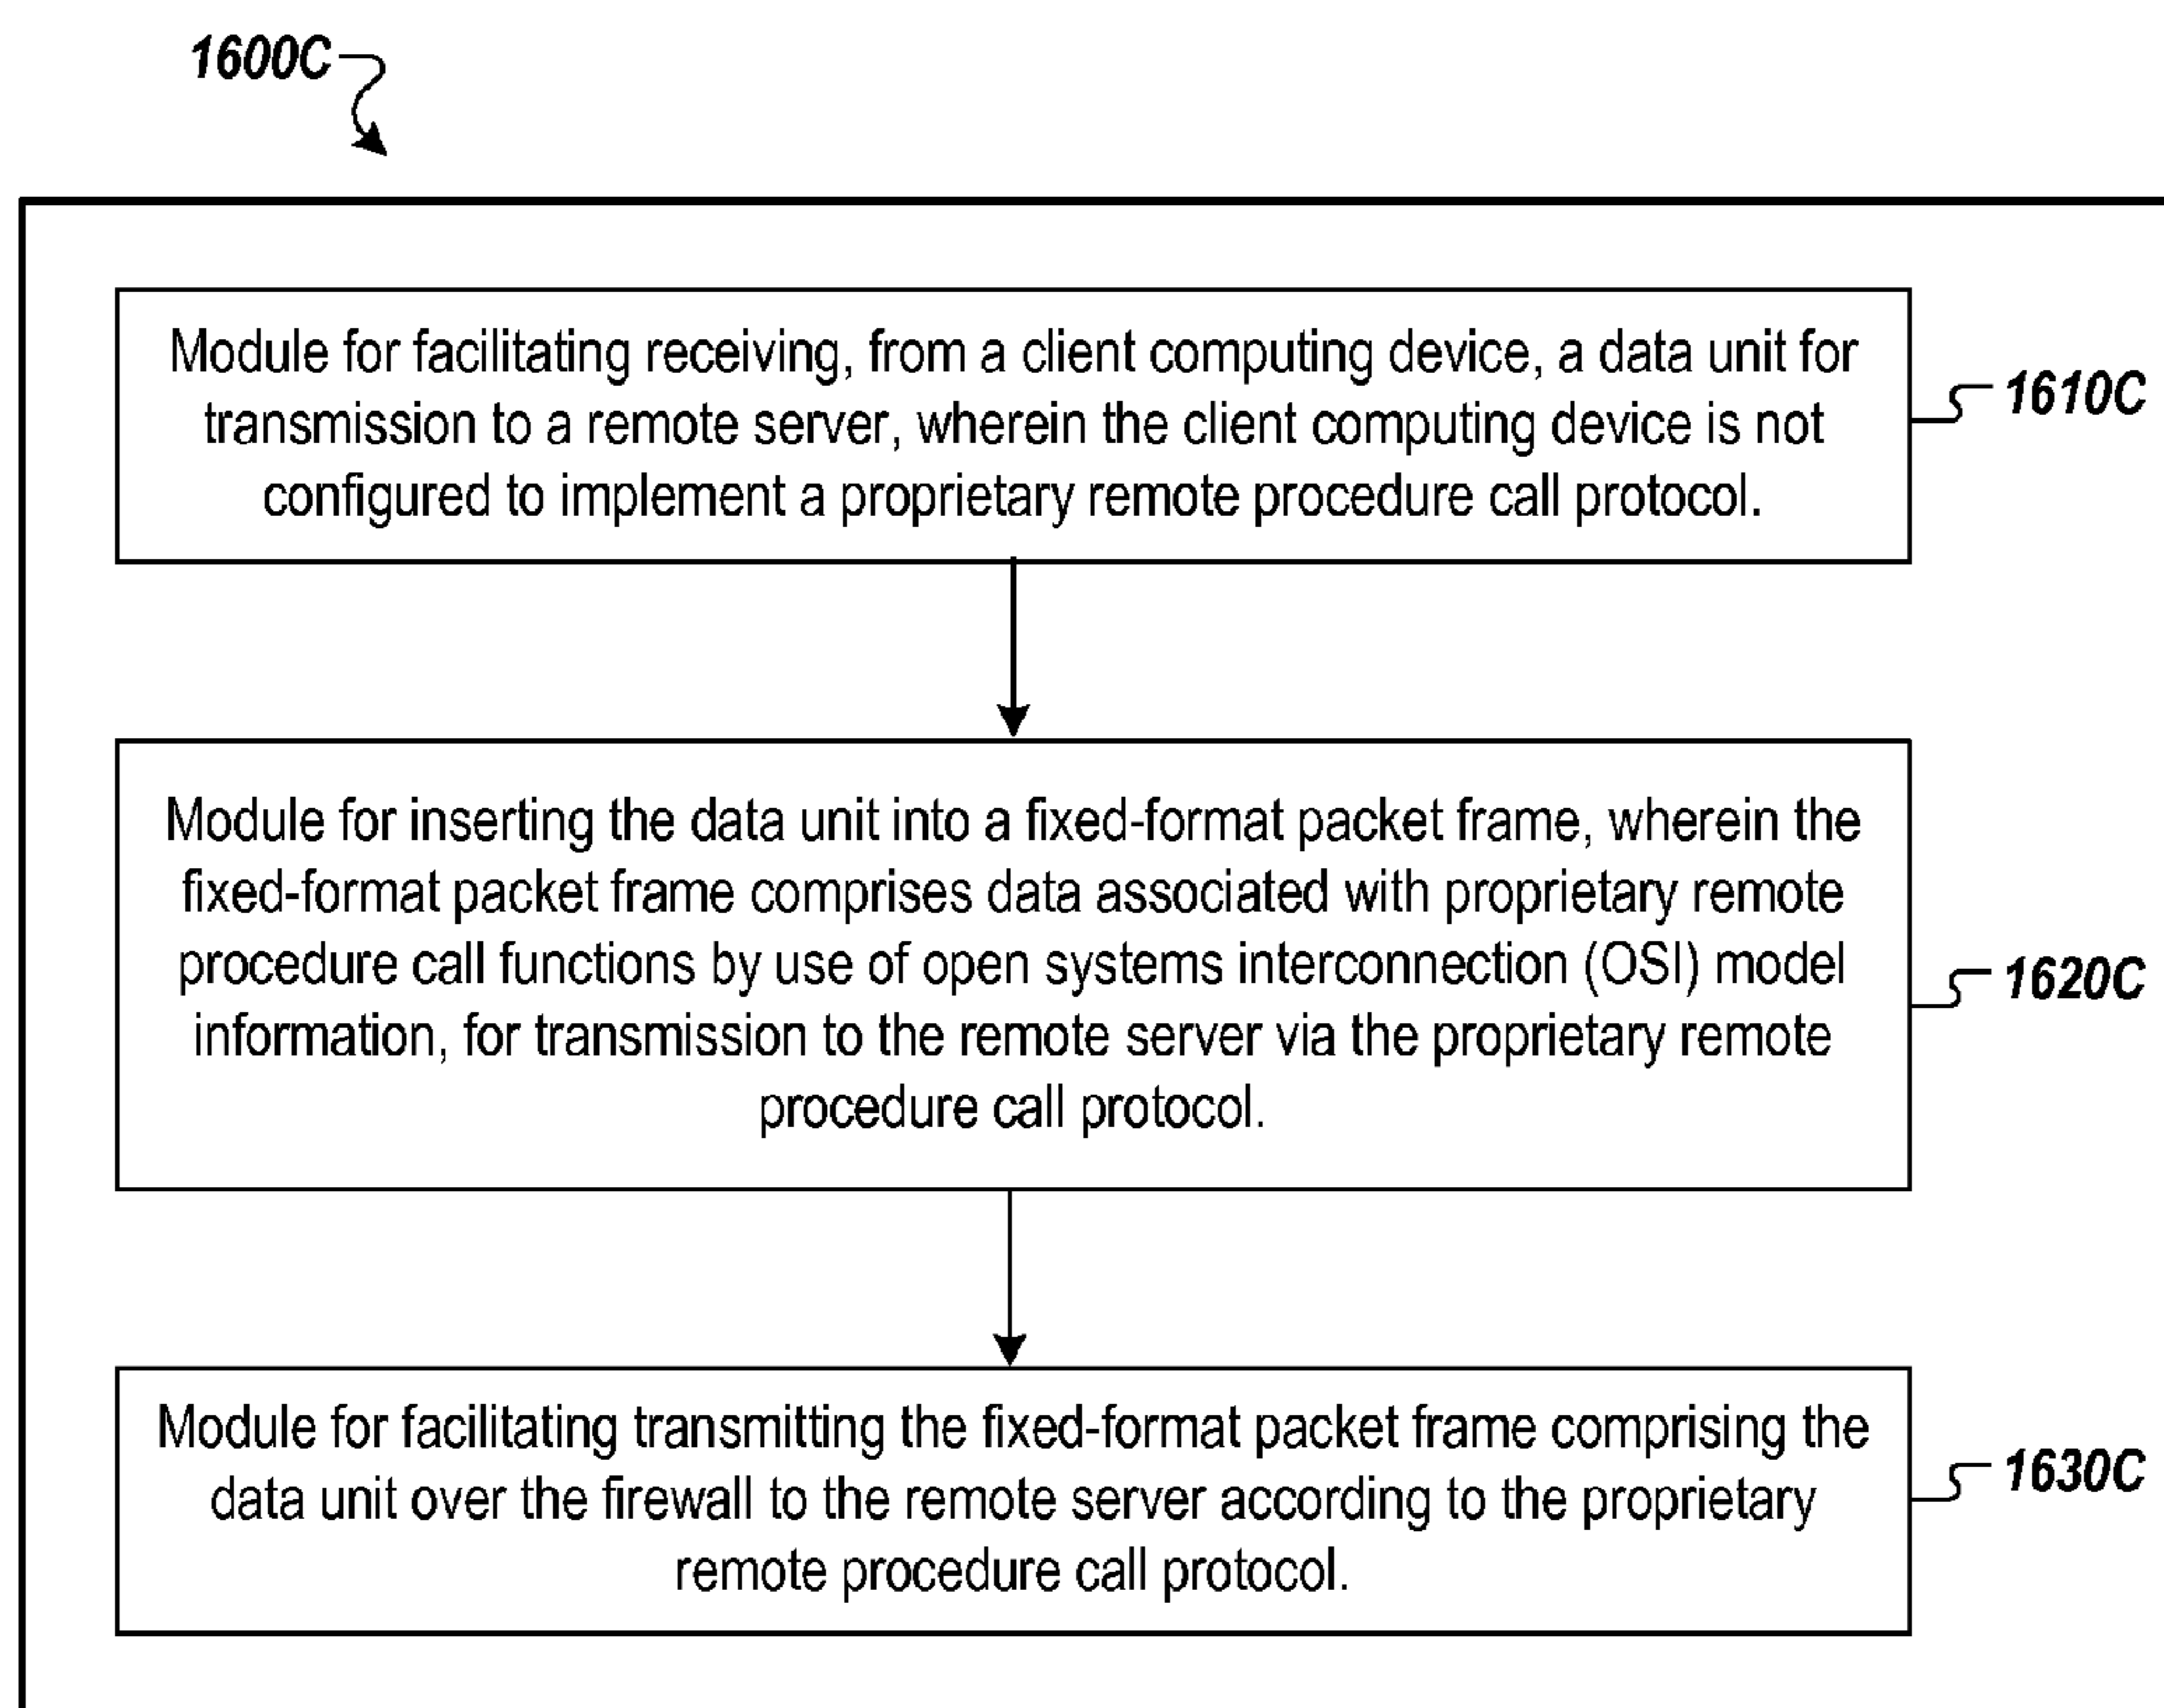 1600C
Module for facilitating receiving, from a client computing device, a data unit for
transmission to a remote server, wherein the client computing device is not
configured to implement a proprietary remote procedure call protocol.
1610C
Module for inserting the data unit into a fixed-format packet frame, wherein the
fixed-format packet frame comprises data associated with proprietary remote
procedure call functions by use of open systems interconnection (OSI) model
information, for transmission to the remote server via the proprietary remote
procedure call protocol.
1620C
Module for facilitating transmitting the fixed-format packet frame comprising the
data unit over the firewall to the remote server according to the proprietary
remote procedure call protocol.
1630C